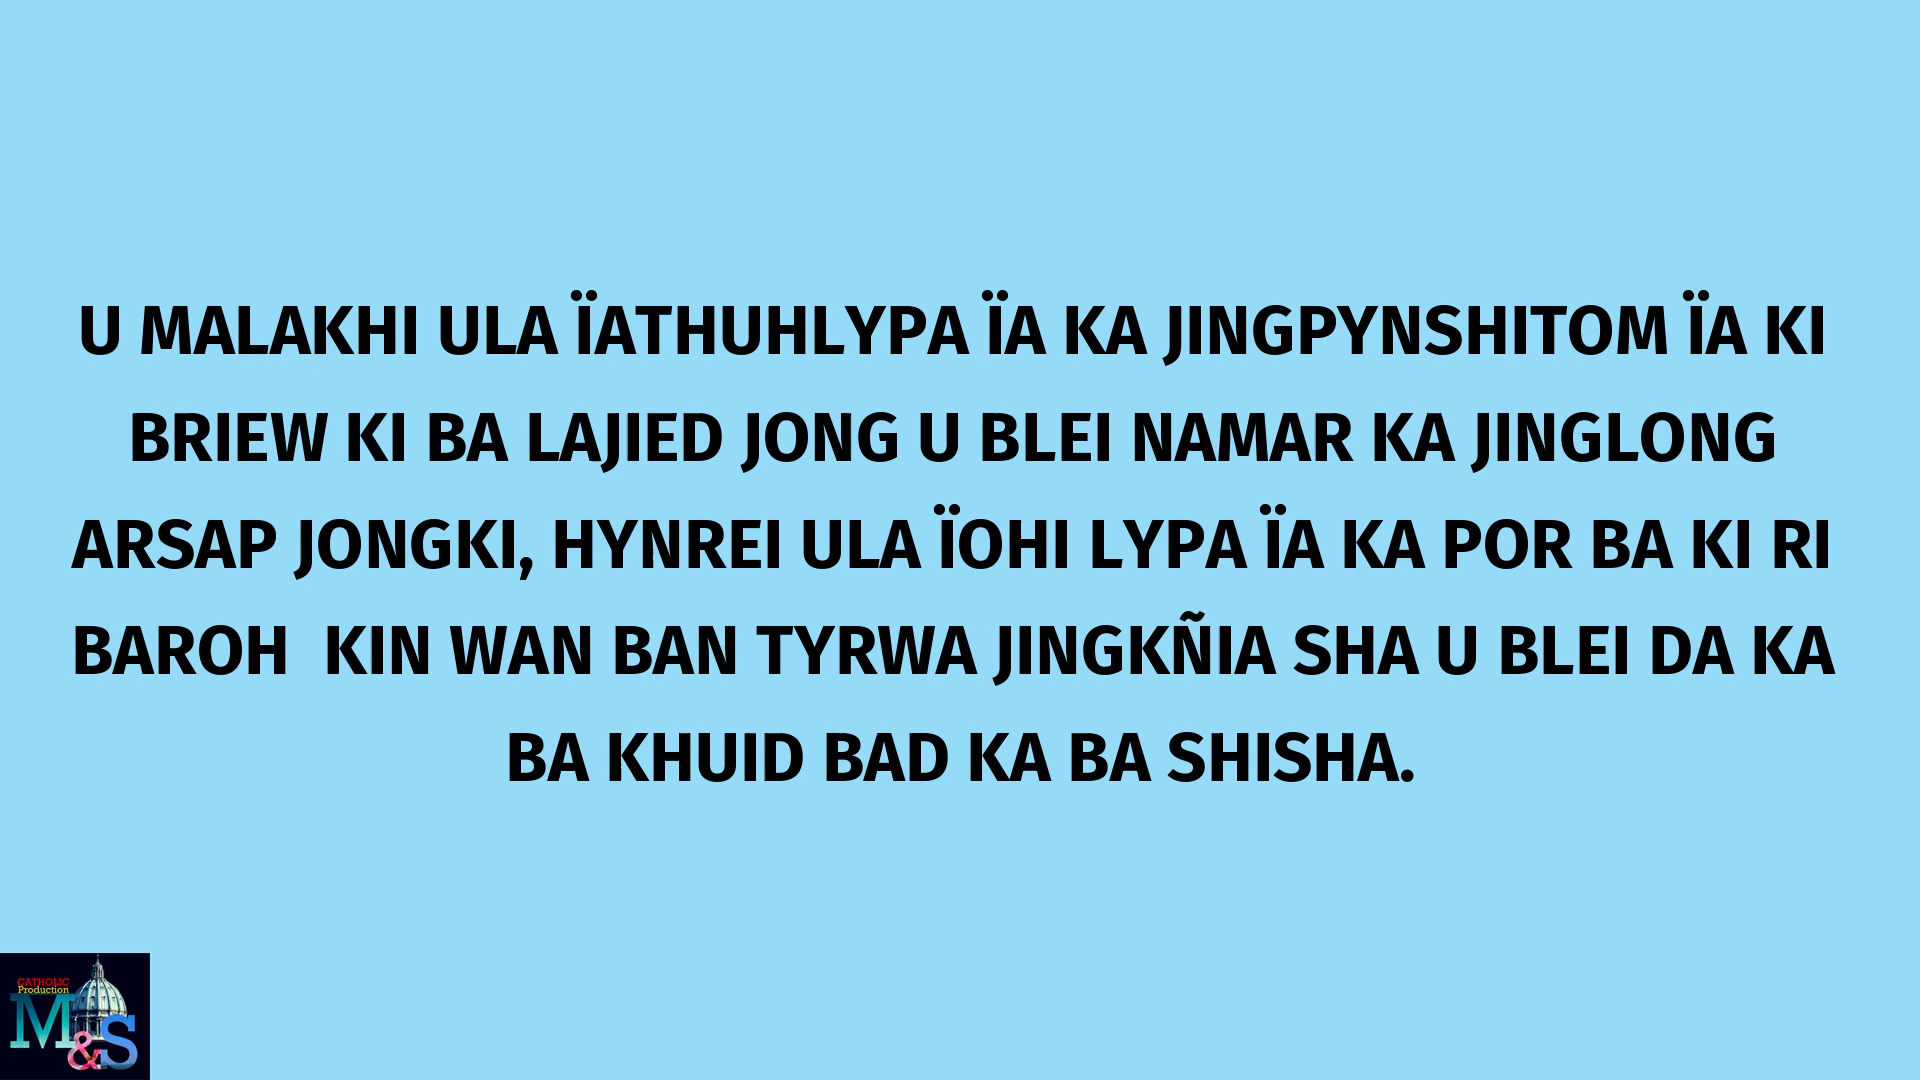 U MALAKHI ULA ÏATHUHLYPA ÏA KA JINGPYNSHITOM ÏA KI
BRIEW KI BA LAJIED JONG U BLEI NAMAR KA JINGLONG
ARSAP JONGKI, HYNREI ULA ÏOHI LYPA ÏA KA POR BA KI RI
BAROH  KIN WAN BAN TYRWA JINGKÑIA SHA U BLEI DA KA
BA KHUID BAD KA BA SHISHA.
CATHOLIC
Production
M&S